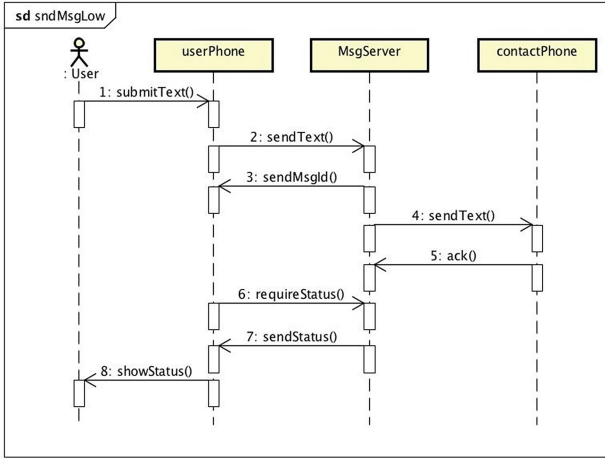 sd sndMsgLow
userPhone
MsgServer
contactPhone
: User
1: submitText()
2: sendText()
3: sendMsgId()
4: sendText()
5: ack()
6: requireStatus()
7: sendStatus()
8: showStatus()